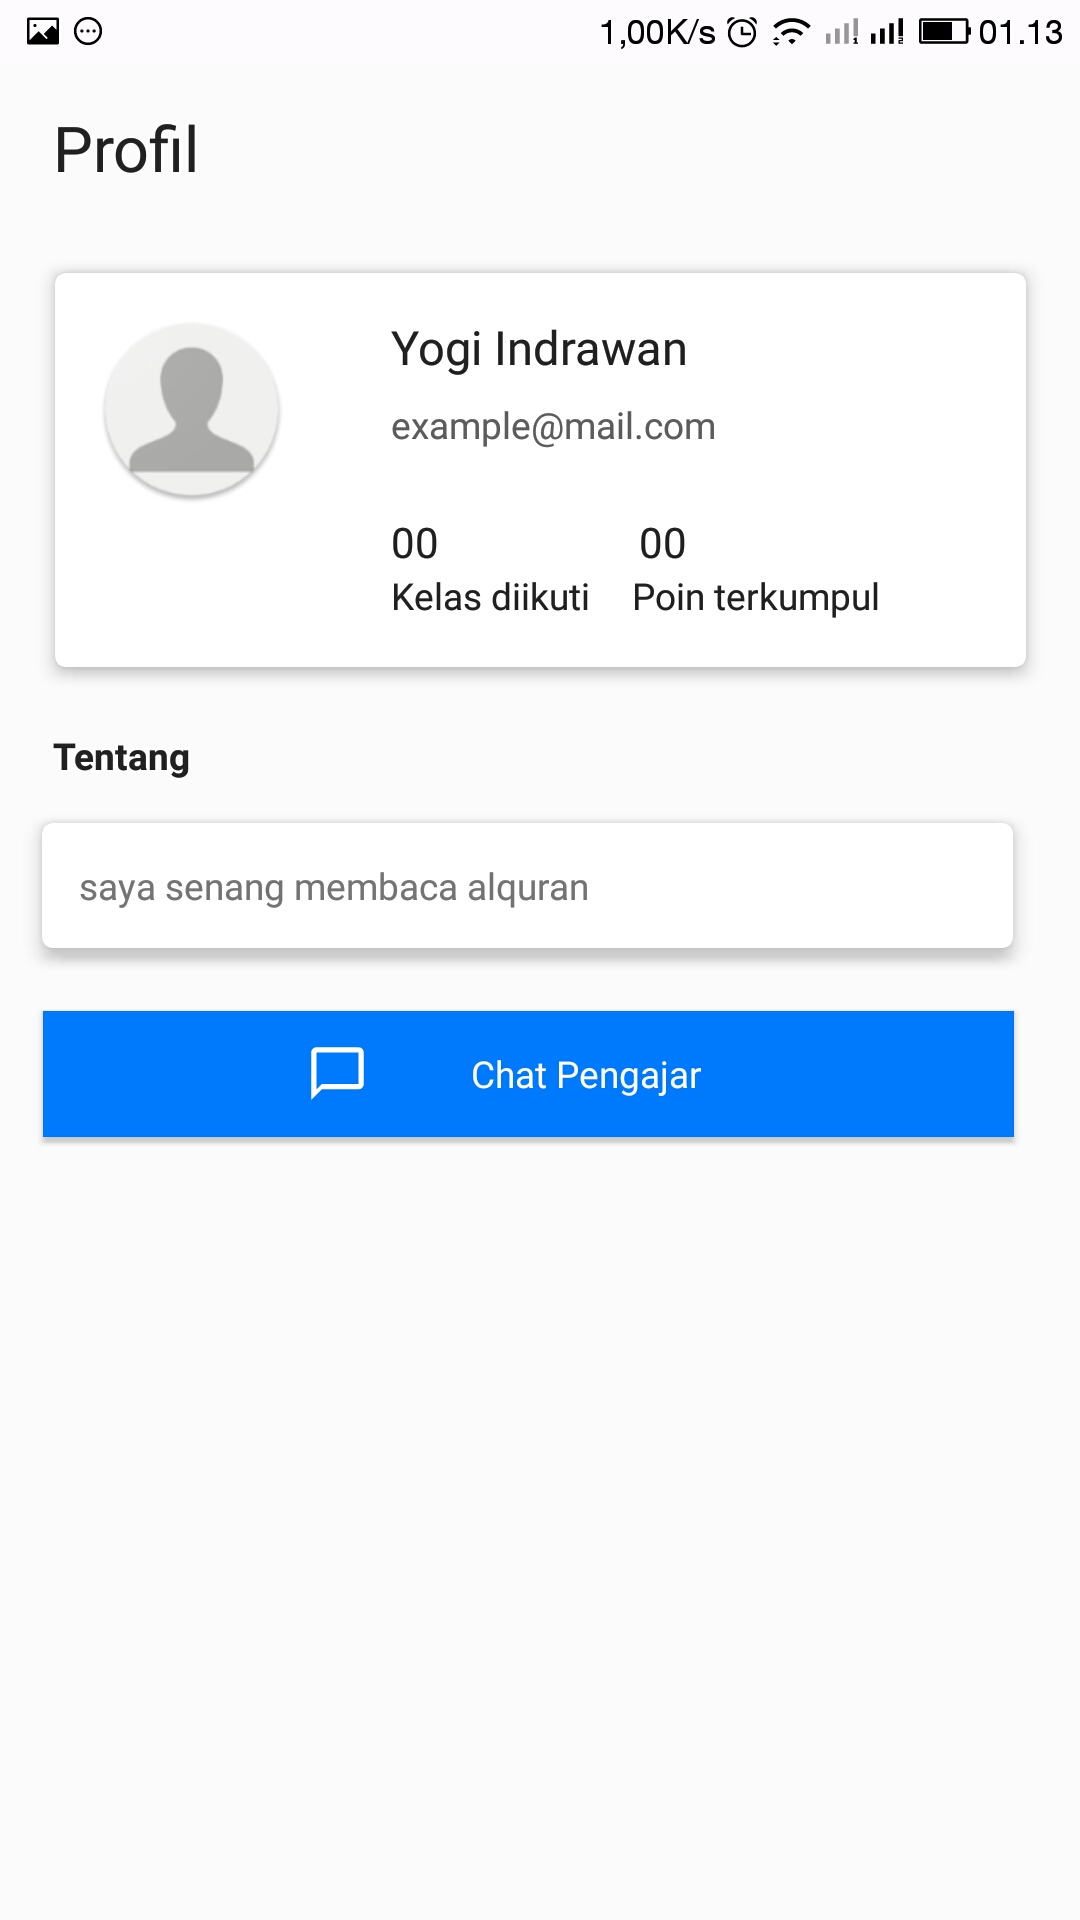 1,00K/s 01.13
Profil
Yogi Indrawan
example@mail.com
00 00
Kelas diikuti Poin terkumpul
Tentang
saya senang membaca alquran
Chat Pengajar